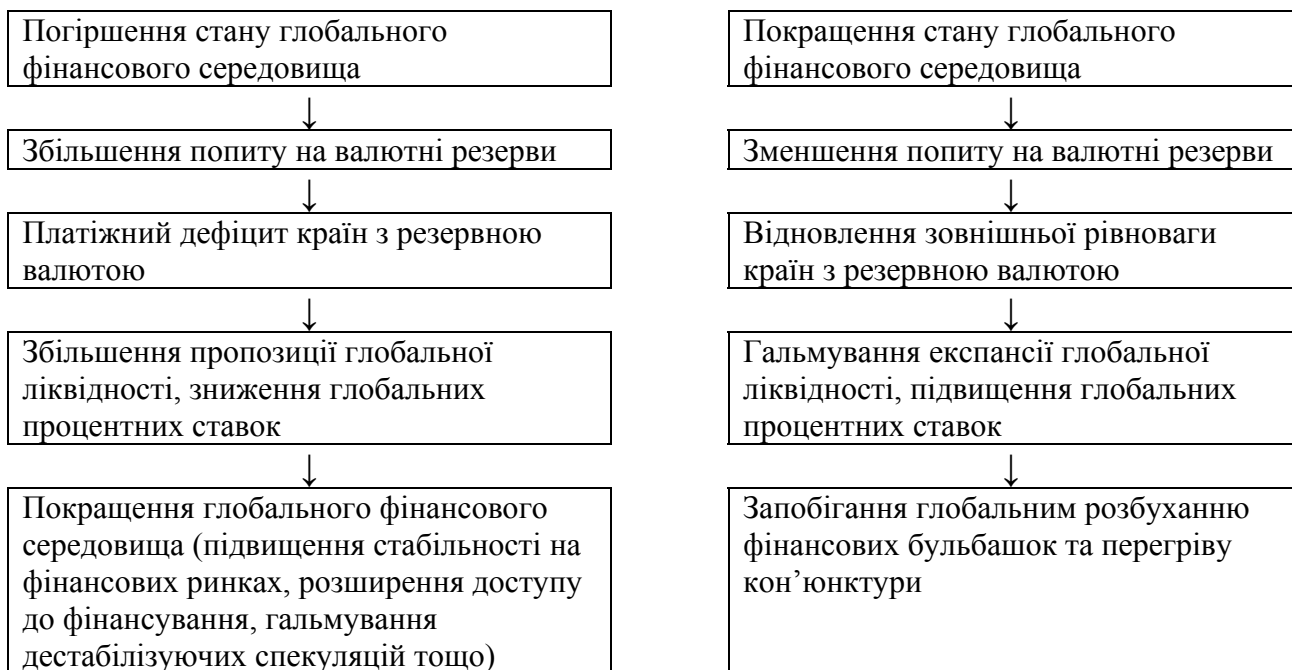 Погіршення стану глобального
фінансового середовища
↓
Збільшення попиту на валютні резерви
↓
Платіжний дефіцит країн з резервною
валютою
↓
Збільшення пропозиції глобальної
ліквідності, зниження глобальних
процентних ставок
↓
Покращення глобального фінансового
середовища (підвищення стабільності на
фінансових ринках, розширення доступу
до фінансування, гальмування
дестабілізуючих спекуляцій тощо)
Покращення стану глобального
фінансового середовища
↓
Зменшення попиту на валютні резерви
↓
Відновлення зовнішньої рівноваги
країн з резервною валютою
↓
Гальмування експансії глобальної
ліквідності, підвищення глобальних
процентних ставок
↓
Запобігання глобальним розбуханню
фінансових бульбашок та перегріву
кон’юнктури